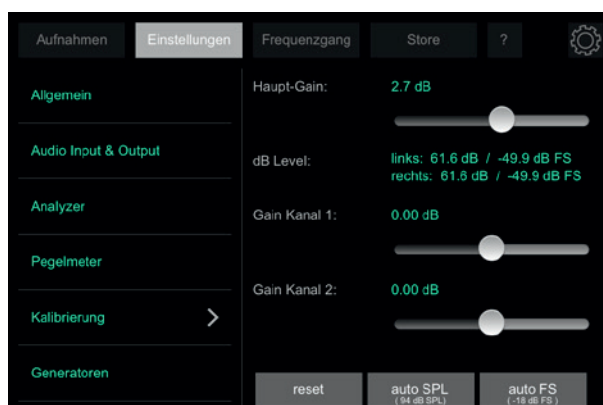 Aufnahmen
Einstellungen
Frequenzgang
Store
?
Allgemein
Audio Input & Output
Analyzer
Pegelmeter
Kalibrierung
Generatoren
Haupt-Gain: 2.7 dB
dB Level: links: 61.6 dB / -49.9 dB FS
rechts: 61.6 dB / -49.9 dB FS
Gain Kanal 1: 0.00 dB
Gain Kanal 2: 0.00 dB
reset
auto SPL
( 94 dB SPL)
auto FS
( -18 dB FS )